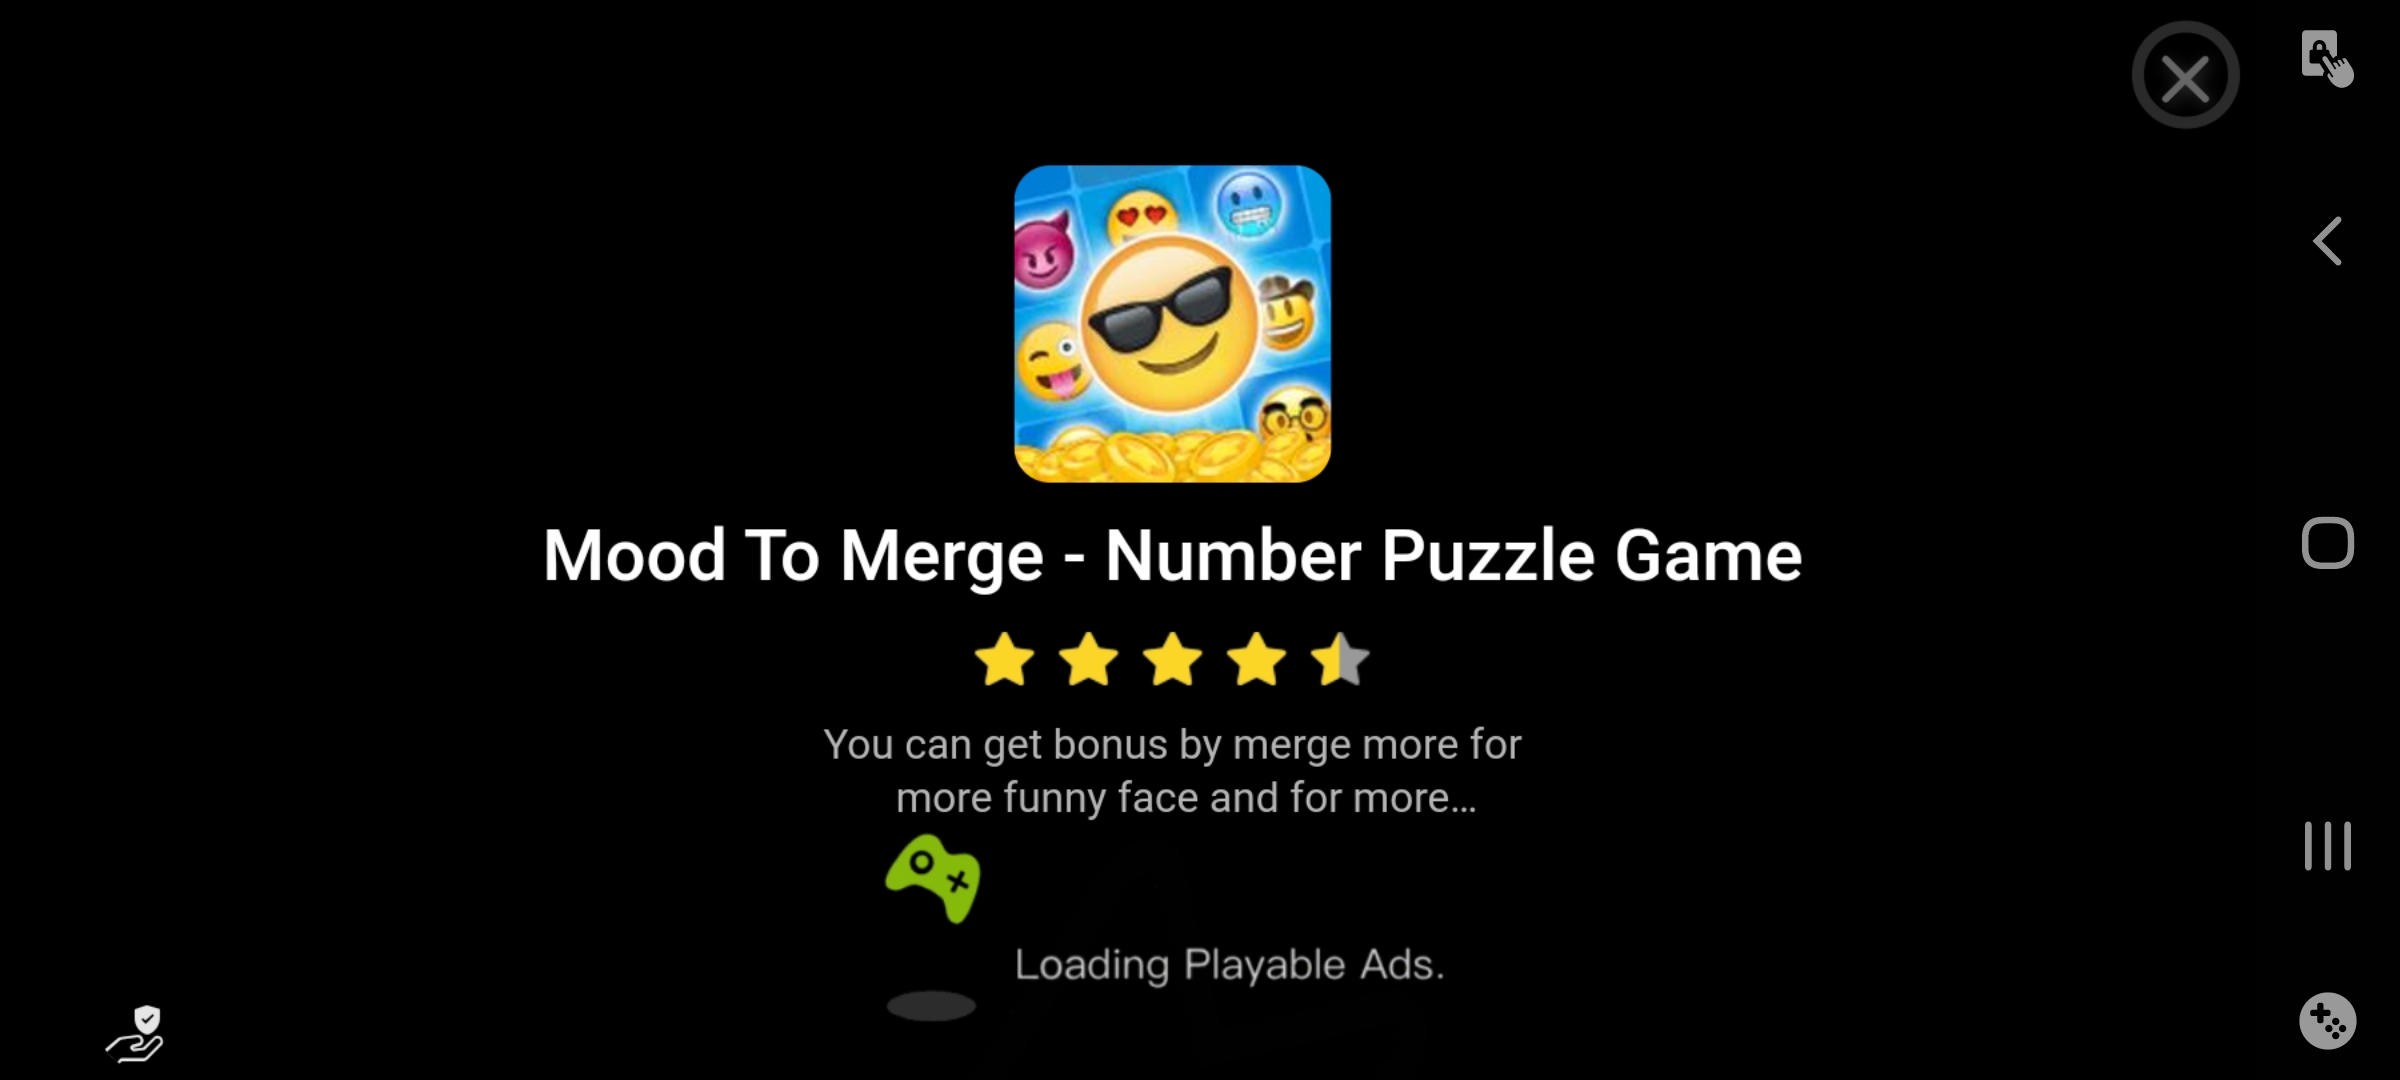 Mood To Merge - Number Puzzle Game
You can get bonus by merge more for
more funny face and for more...
Loading Playable Ads.